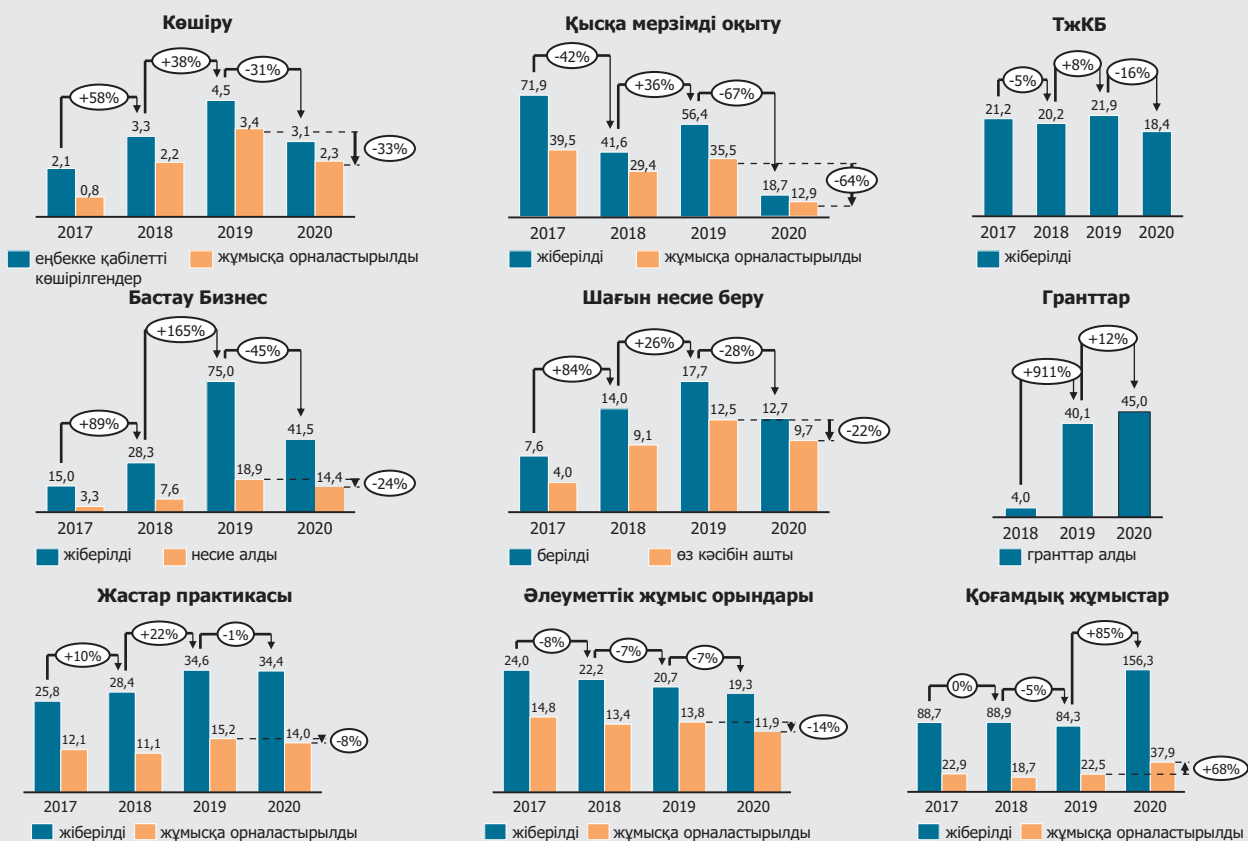 Көшіру
+58%
+38%
-31%
-33%
2,1
0,8
3,3
2,2
4,5
3,4
3,1
2,3
2017 2018 2019 2020
еңбекке қабілетті
көшірілгендер
жұмысқа орналастырылды
Қысқа мерзімді оқыту
-42%
+36%
-67%
-64%
71,9
39,5
41,6
29,4
56,4
35,5
18,7
12,9
2017 2018 2019 2020
жіберілді
жұмысқа орналастырылды
ТжКБ
-5%
+8%
-16%
21,2
20,2
21,9
18,4
2017 2018 2019 2020
жіберілді
Бастау Бизнес
+89%
+165%
-45%
-24%
15,0
3,3
28,3
7,6
75,0
18,9
41,5
14,4
2017 2018 2019 2020
жіберілді
несие алды
Шағын несие беру
+84%
+26%
-28%
-22%
7,6
4,0
14,0
9,1
17,7
12,5
12,7
9,7
2017 2018 2019 2020
берілді
өз кәсібін ашты
Гранттар
+911%
+12%
4,0
40,1
45,0
2018 2019 2020
гранттар алды
Жастар практикасы
+10%
+22%
-1%
-8%
25,8
12,1
28,4
11,1
34,6
15,2
34,4
14,0
2017 2018 2019 2020
жіберілді
жұмысқа орналастырылды
Әлеуметтік жұмыс орындары
-8%
-7%
-7%
-14%
24,0
14,8
22,2
13,4
20,7
13,8
19,3
11,9
2017 2018 2019 2020
жіберілді
жұмысқа орналастырылды
Қоғамдық жұмыстар
0%
-5%
+85%
+68%
88,7
22,9
88,9
18,7
84,3
22,5
156,3
37,9
2017 2018 2019 2020
жіберілді
жұмысқа орналастырылды